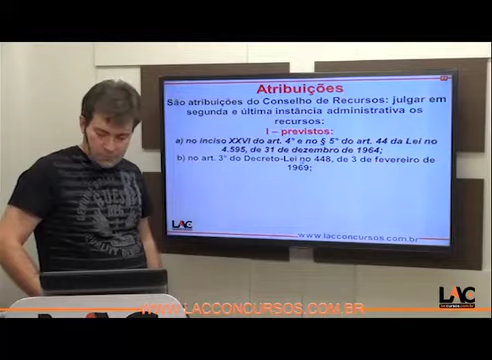 Atribuições
São atribuições do Conselho de Recursos: julgar em
segunda e última instância administrativa os
recursos:
I – previstos:
a) no inciso XXVI do art. 4° e no § 5° do art. 44 da Lei no
4.595, de 31 de dezembro de 1964;
b) no art. 3° do Decreto-Lei no 448, de 3 de fevereiro de
1969;
LAC
www.lacconcursos.com.br
LAC
WWW.LACCONCURSOS.COM.BR